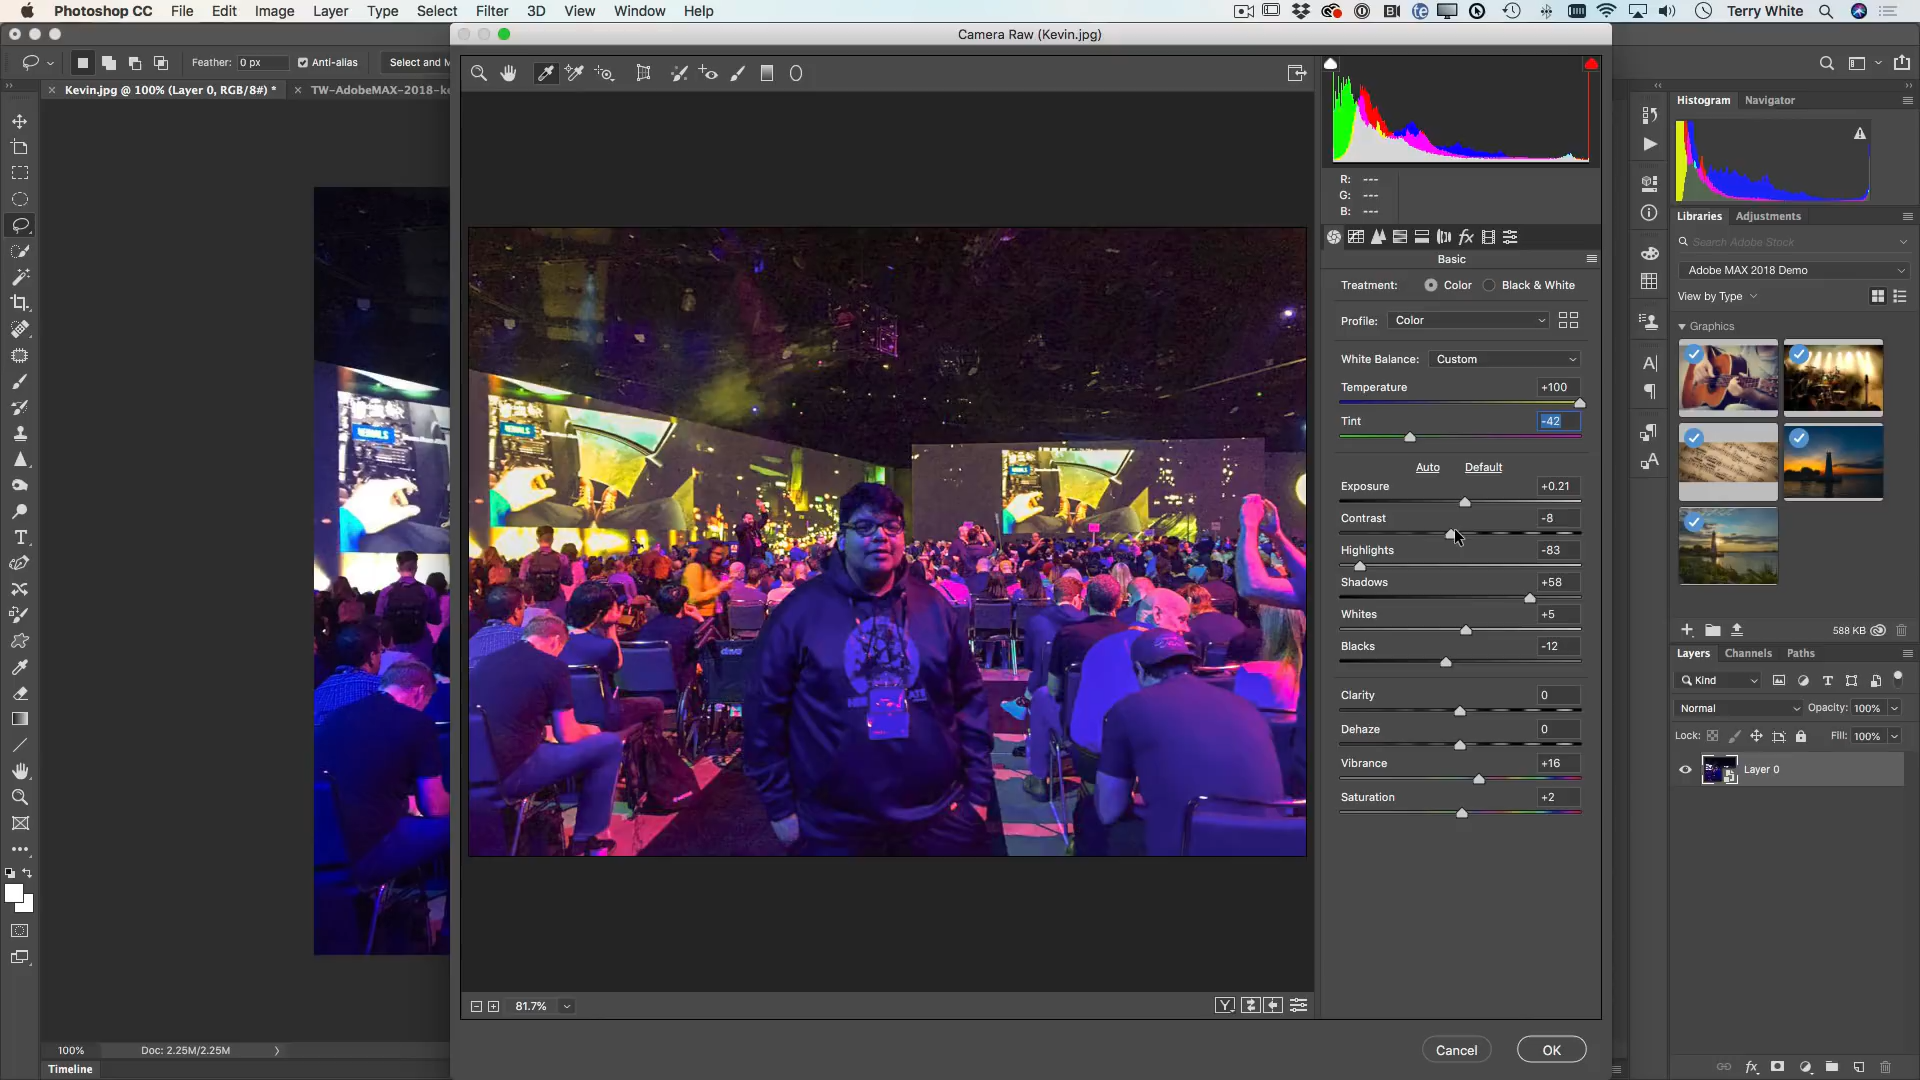 Photoshop CC File Edit Image Layer Type Select Filter 3D View Window Help Terry White
Camera Raw (Kevin.jpg)
Feather: 0 px Anti-alias Select and M
Kevin.jpg @ 100% (Layer 0, RGB/8#) * TW-AdobeMAX-2018-ke
Histogram Navigator
R: ---
G: ---
B: ---
Basic
Treatment: Color Black & White
Profile: Color
White Balance: Custom
Temperature +100
Tint -42
Auto Default
Exposure +0.21
Contrast -8
Highlights -83
Shadows +58
Whites +5
Blacks -12
Clarity 0
Dehaze 0
Vibrance +16
Saturation +2
81.7%
Cancel OK
Libraries Adjustments
Search Adobe Stock
Adobe MAX 2018 Demo
View by Type
Graphics
588 KB
Layers Channels Paths
Kind
Normal Opacity: 100%
Lock: Fill: 100%
Layer 0
fx
100% Doc: 2.25M/2.25M
Timeline